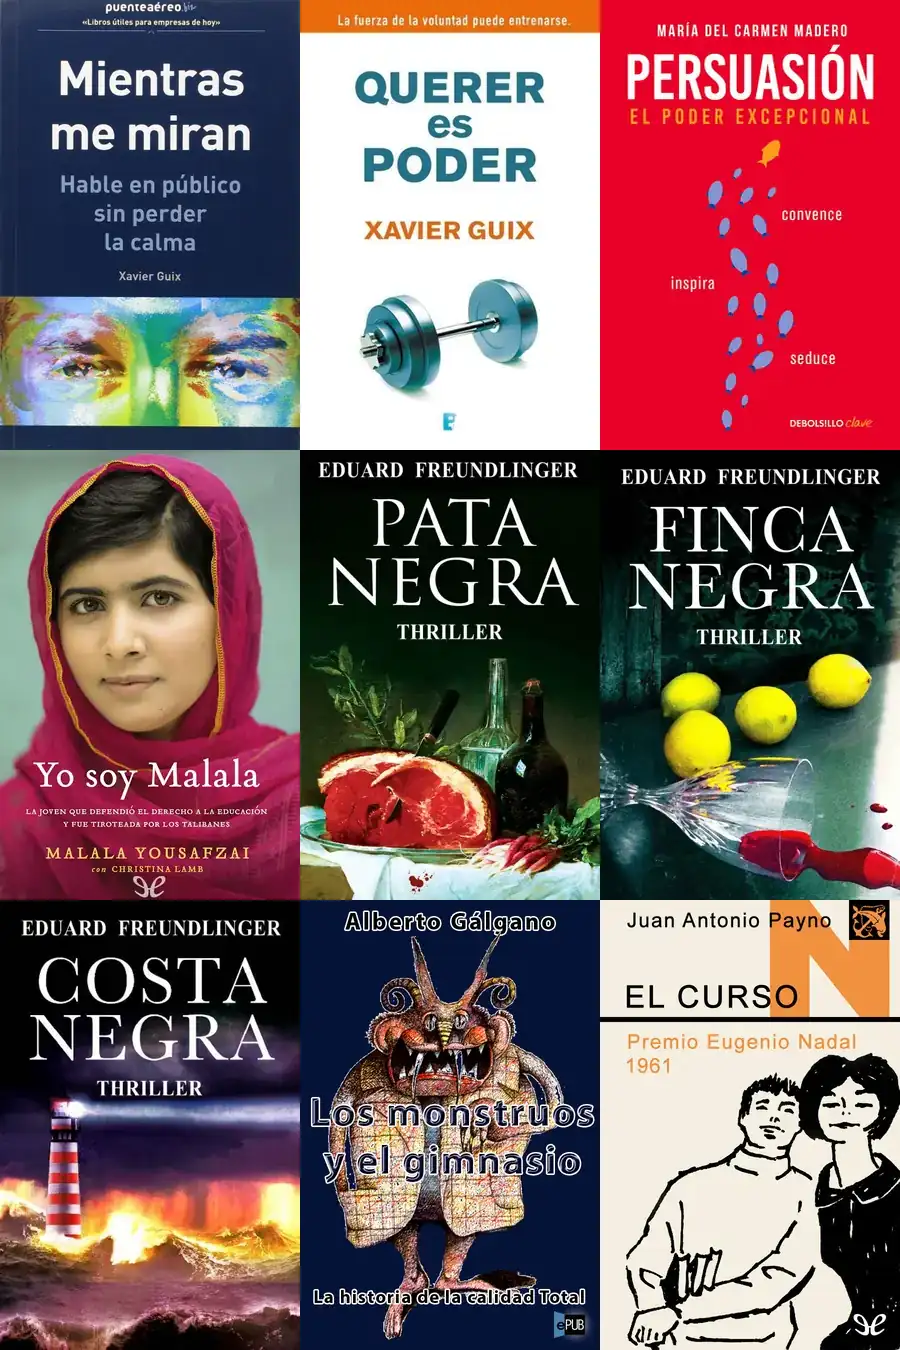 puenteaéreo.biz
«Libros útiles para empresas de hoy»
Mientras
me miran
Hable en público
sin perder
la calma
Xavier Guix
La fuerza de la voluntad puede entrenarse.
QUERER
es
PODER
XAVIER GUIX
MARÍA DEL CARMEN MADERO
PERSUASIÓN
EL PODER EXCEPCIONAL
convence
inspira
seduce
DEBOLSILLO clave
Yo soy Malala
LA JOVEN QUE DEFENDIÓ EL DERECHO A LA EDUCACIÓN
Y FUE TIROTEADA POR LOS TALIBANES
MALALA YOUSAFZAI
con CHRISTINA LAMB
EDUARD FREUNDLINGER
PATA
NEGRA
THRILLER
EDUARD FREUNDLINGER
FINCA
NEGRA
THRILLER
EDUARD FREUNDLINGER
COSTA
NEGRA
THRILLER
Alberto Gálgano
Los monstruos
y el gimnasio
La historia de la calidad Total
ePUB
Juan Antonio Payno
N
EL CURSO
Premio Eugenio Nadal
1961